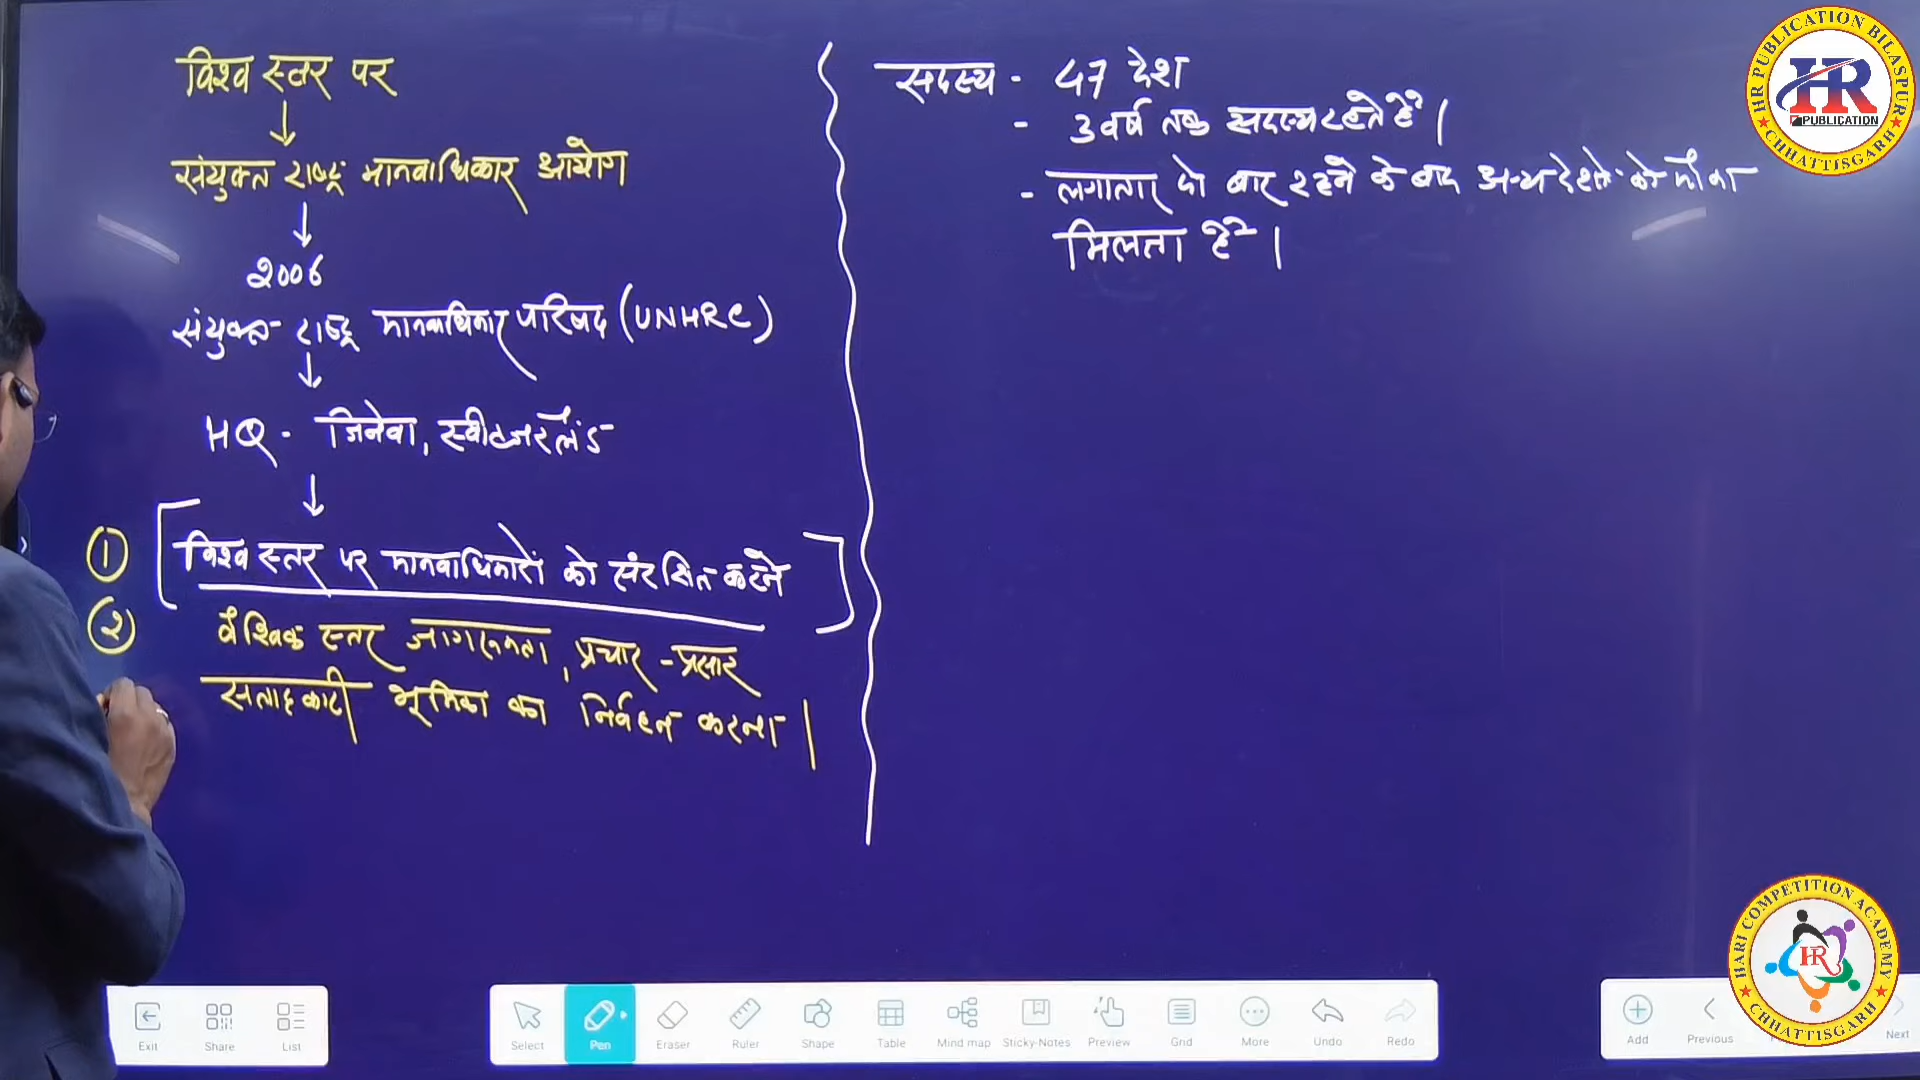 विश्व स्तर पर
↓
संयुक्त राष्ट्र मानवाधिकार आयोग
↓
2006
संयुक्त राष्ट्र मानवाधिकार परिषद (UNHRC)
↓
HQ - जिनेवा, स्वीटजरलैंड
↓
① [विश्व स्तर पर मानवाधिकारों को संरक्षित करने]
② वैश्विक स्तर जागरूकता, प्रचार - प्रसार
सलाहकारी भूमिका का निर्वहन करना |
सदस्य - 47 देश
- 3 वर्ष तक सदस्य रहते हैं |
- लगातार दो बार रहने के बाद अन्य देशों को मौका
मिलता है |
HR PUBLICATION BILASPUR
HR
PUBLICATION
★ CHHATTISGARH ★
HARI COMPETITION ACADEMY
HR
★ CHHATTISGARH ★
Exit Share List
Select Pen Eraser Ruler Shape Table Mind map Sticky-Notes Preview Grid More Undo Redo
Add Previous Next